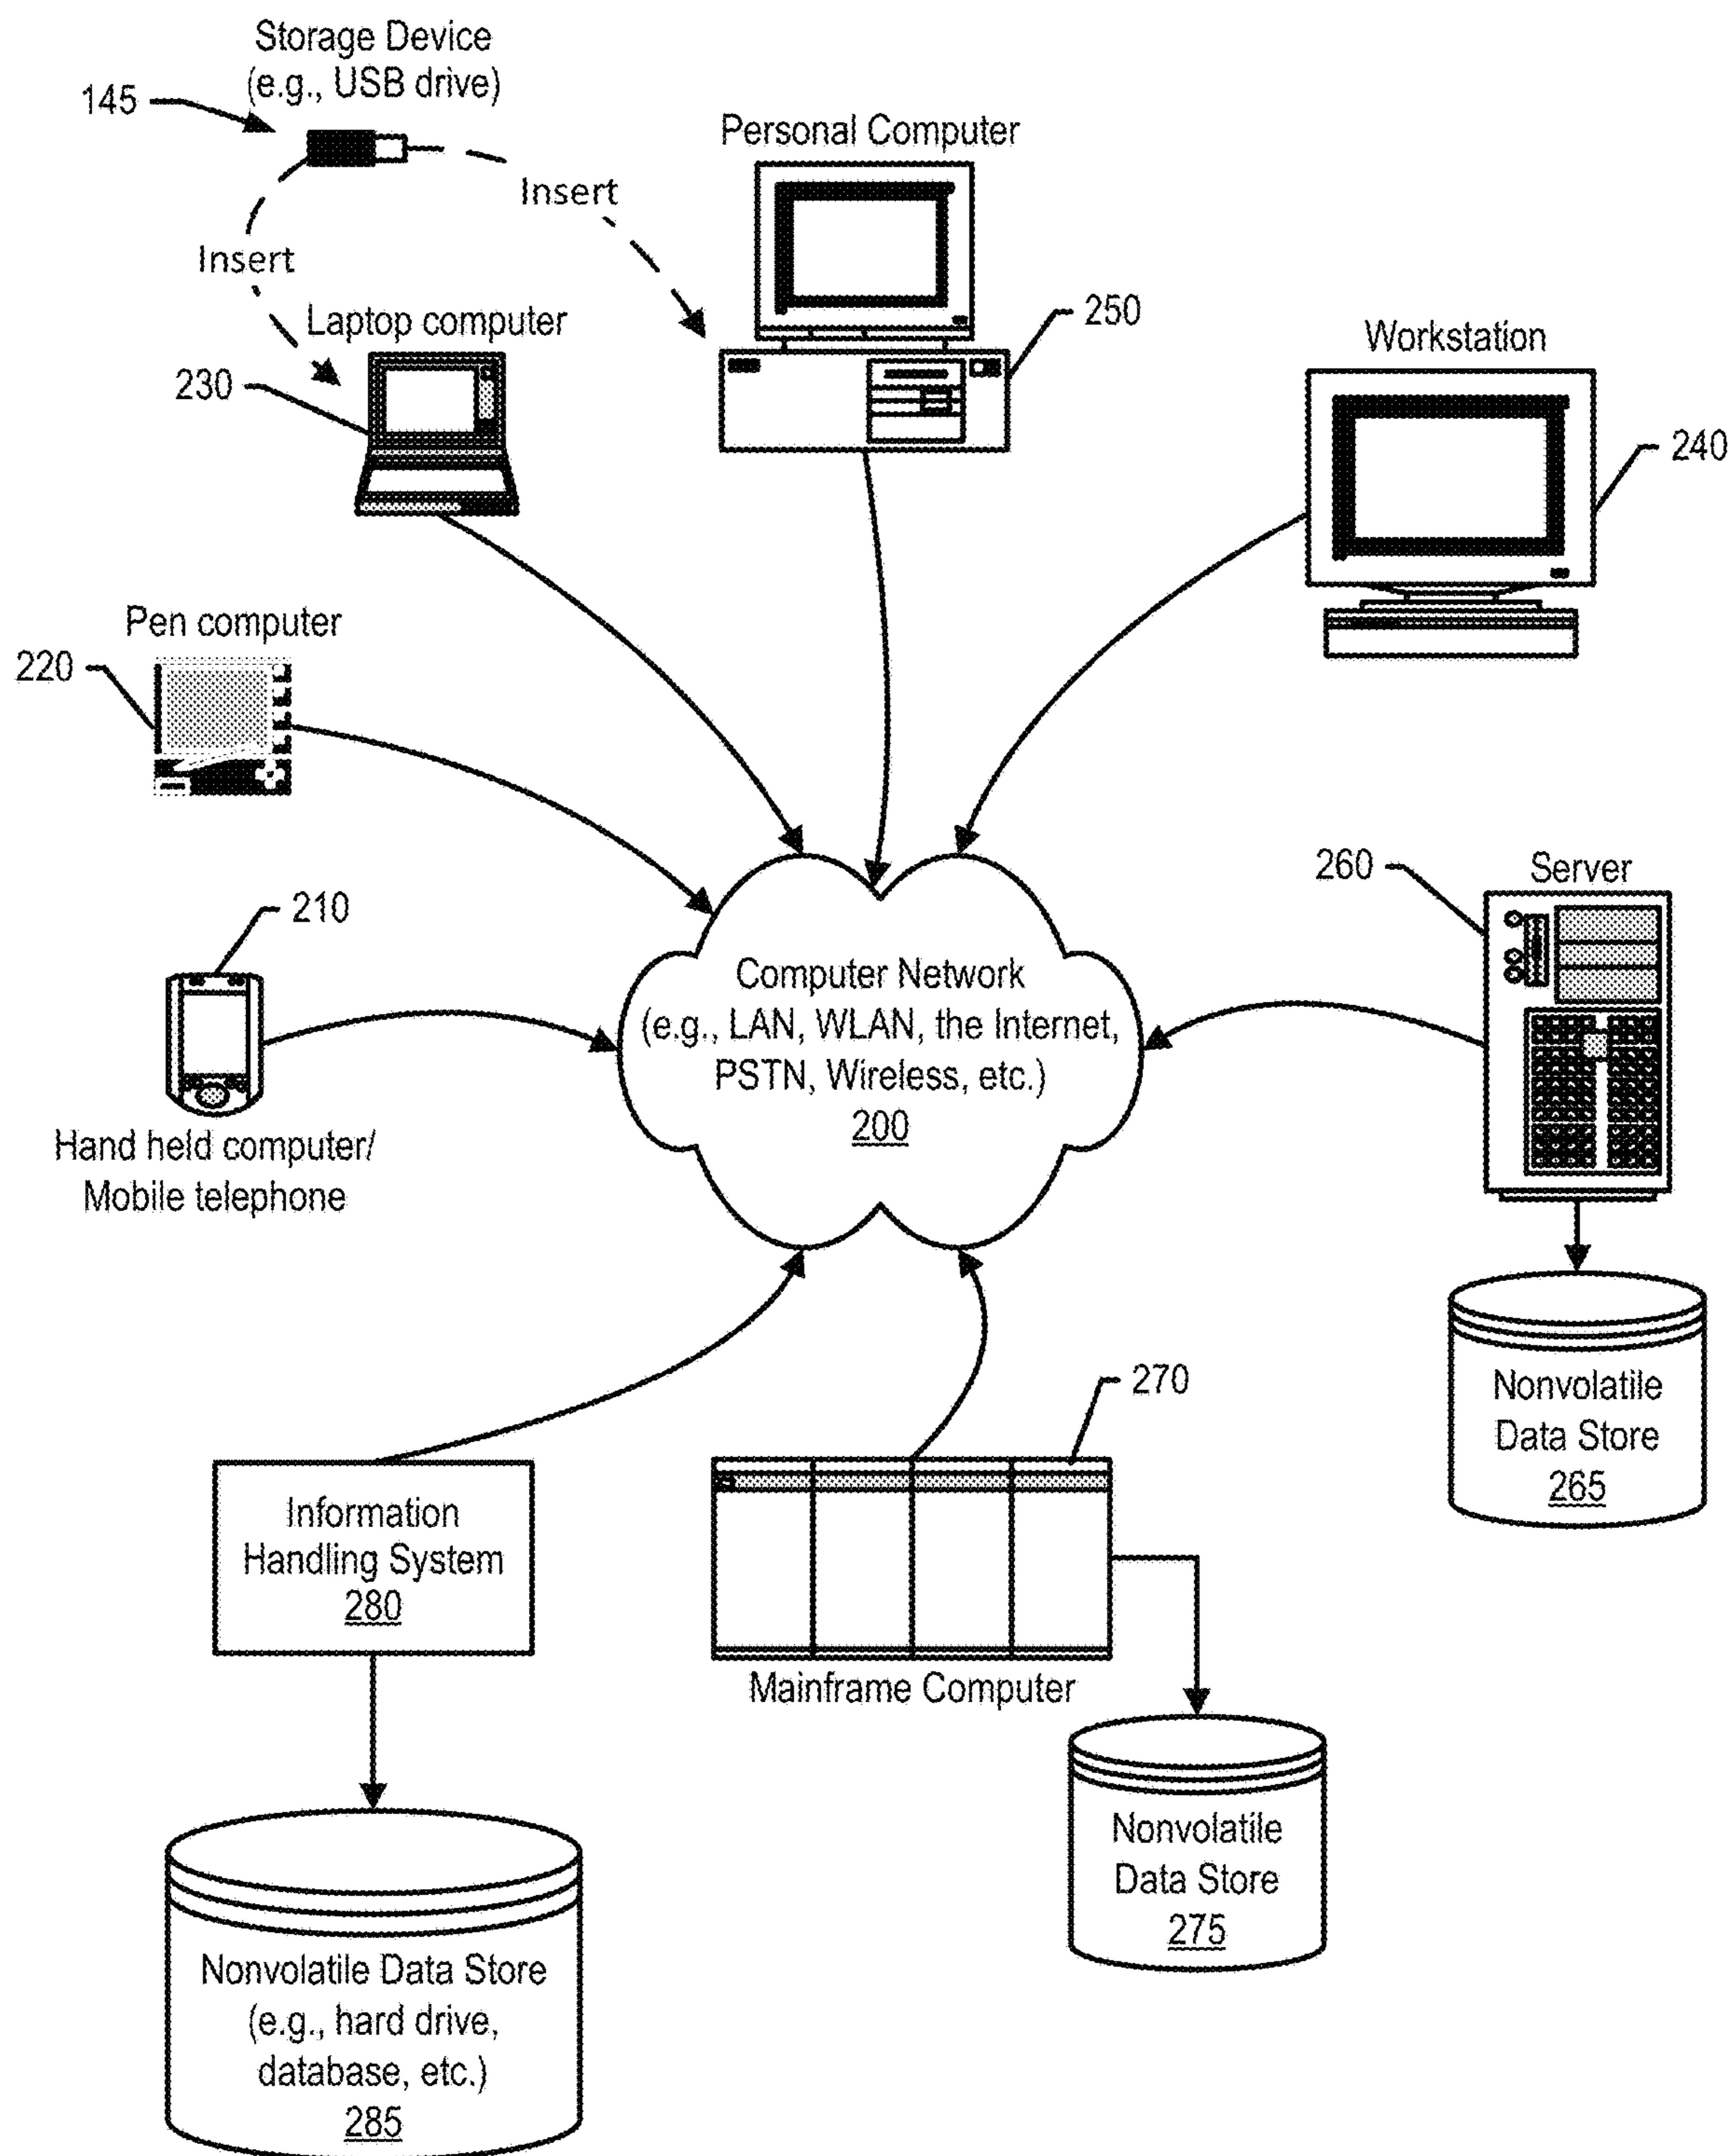 Storage Device
(e.g., USB drive)
145
Personal Computer
Insert
Insert
Laptop computer
250
Workstation
230
240
Pen computer
220
260
Server
210
Computer Network
(e.g., LAN, WLAN, the Internet,
PSTN, Wireless, etc.)
200
Hand held computer/
Mobile telephone
270
Nonvolatile
Data Store
265
Information
Handling System
280
Mainframe Computer
Nonvolatile
Data Store
275
Nonvolatile Data Store
(e.g., hard drive,
database, etc.)
285